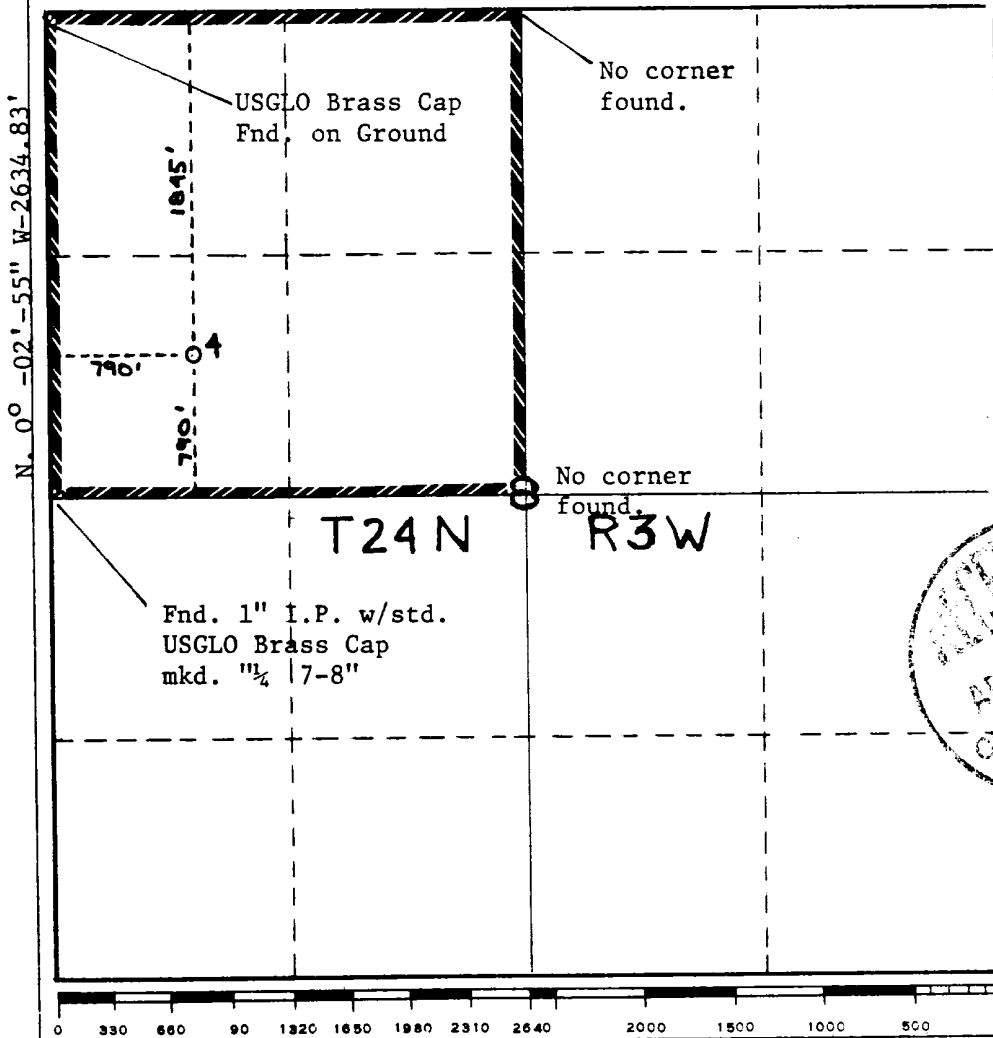 No corner
found.
USGLO Brass Cap
Fnd. on Ground
N. 0° -02'-55" W-2634.83'
1845'
4
790'
790'
No corner
found.
8
T24N R3W
Fnd. 1" I.P. w/std.
USGLO Brass Cap
mkd. "¼ 7-8"
0 330 660 90 1320 1650 1980 2310 2640 2000 1500 1000 500